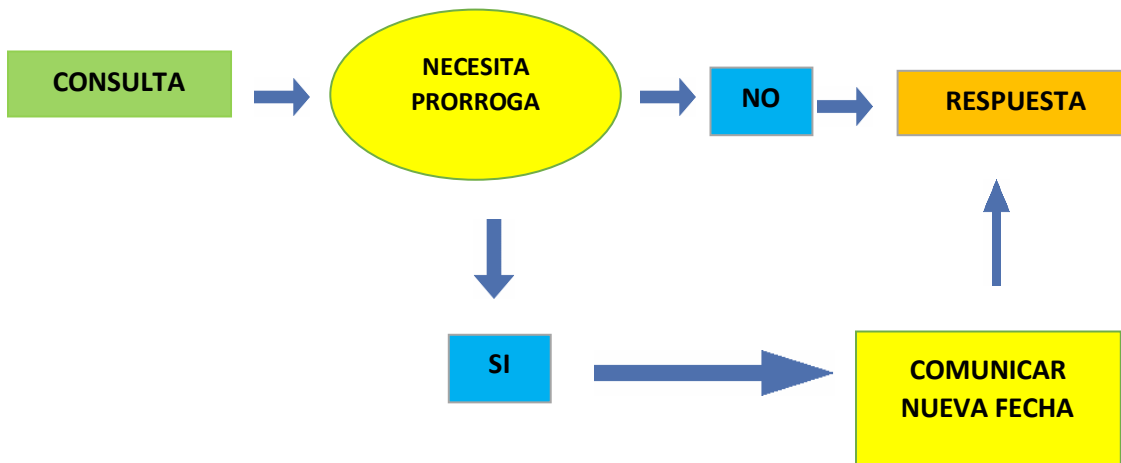 CONSULTA
NECESITA
PRORROGA
NO
RESPUESTA
SI
COMUNICAR
NUEVA FECHA